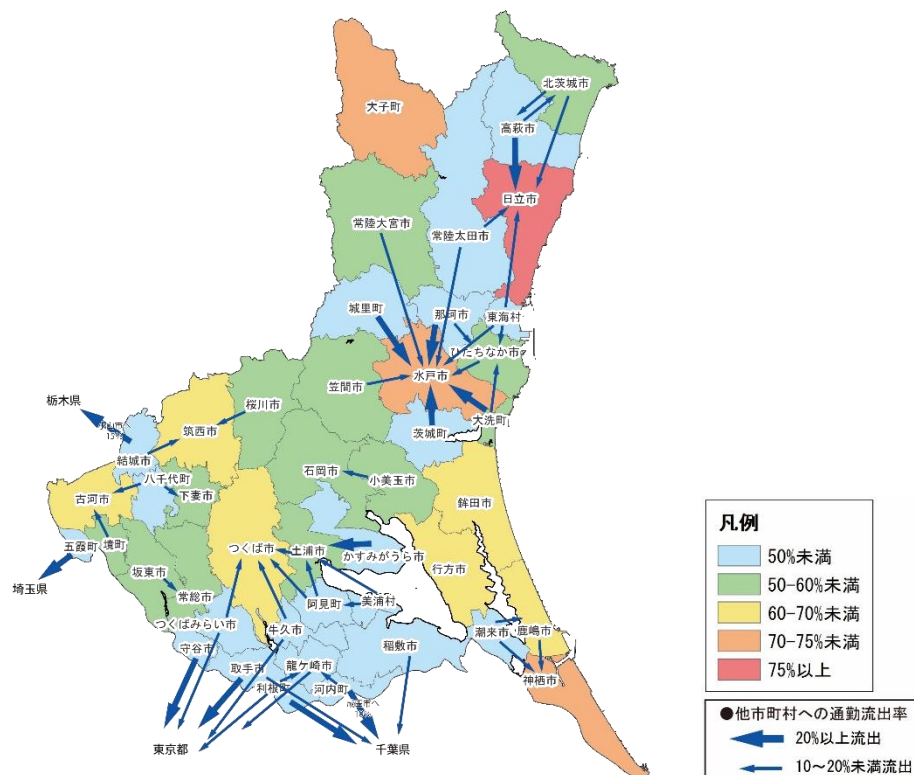 北茨城市
大子町
高萩市
日立市
常陸大宮市
常陸太田市
城里町
那珂市
東海村
ひたちなか市
水戸市
笠間市
大洗町
茨城町
栃木県
桜川市
筑西市
結城市
八千代町
古河市
下妻市
石岡市
小美玉市
鉾田市
五霞町
境町
つくば市
土浦市
かすみがうら市
行方市
埼玉県
坂東市
常総市
阿見町
美浦村
つくばみらい市
牛久市
潮来市
鹿嶋市
守谷市
稲敷市
取手市
龍ケ崎市
神栖市
利根町
河内町
東京都
千葉県
凡例
50%未満
50-60%未満
60-70%未満
70-75%未満
75%以上
●他市町村への通勤流出率
20%以上流出
10～20%未満流出